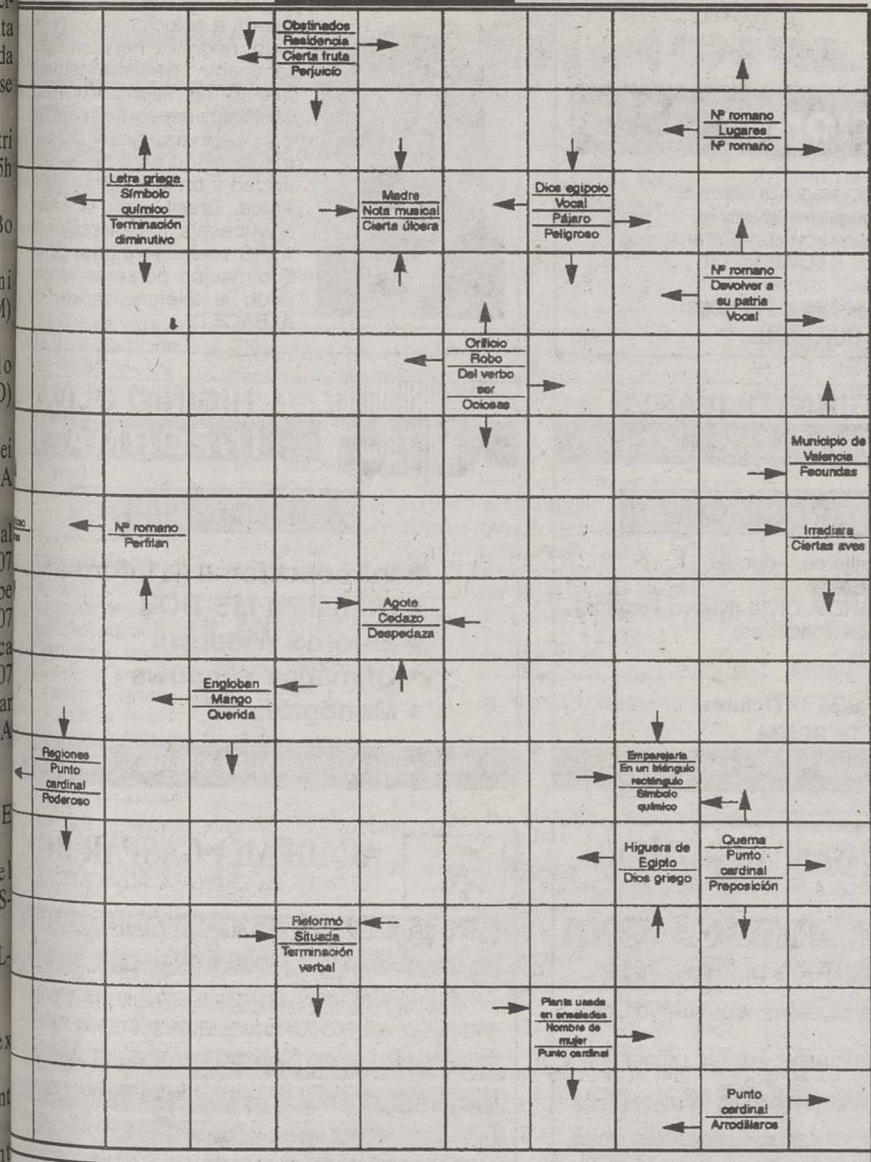 Obstinados
Residencia
Cierta fruta
Perjuicio
Nº romano
Lugares
Nº romano
Letra griega
Símbolo
químico
Terminación
diminutivo
Madre
Nota musical
Cierta úlcera
Dios egipcio
Vocal
Pájaro
Peligroso
Nº romano
Devolver a
su patria
Vocal
Orificio
Robo
Del verbo
ser
Ociosas
Municipio de
Valencia
Fecundas
Nº romano
Perfilan
Irradiara
Ciertas aves
Agote
Cedazo
Despedaza
Engloban
Mango
Querida
Regiones
Punto
cardinal
Poderoso
Emparejaria
En un triángulo
rectángulo
Símbolo
químico
Higuera de
Egipto
Dios griego
Quema
Punto
cardinal
Preposición
Reformó
Situada
Terminación
verbal
Planta usada
en ensaladas
Nombre de
mujer
Punto cardinal
Punto
cardinal
Arrodillaros